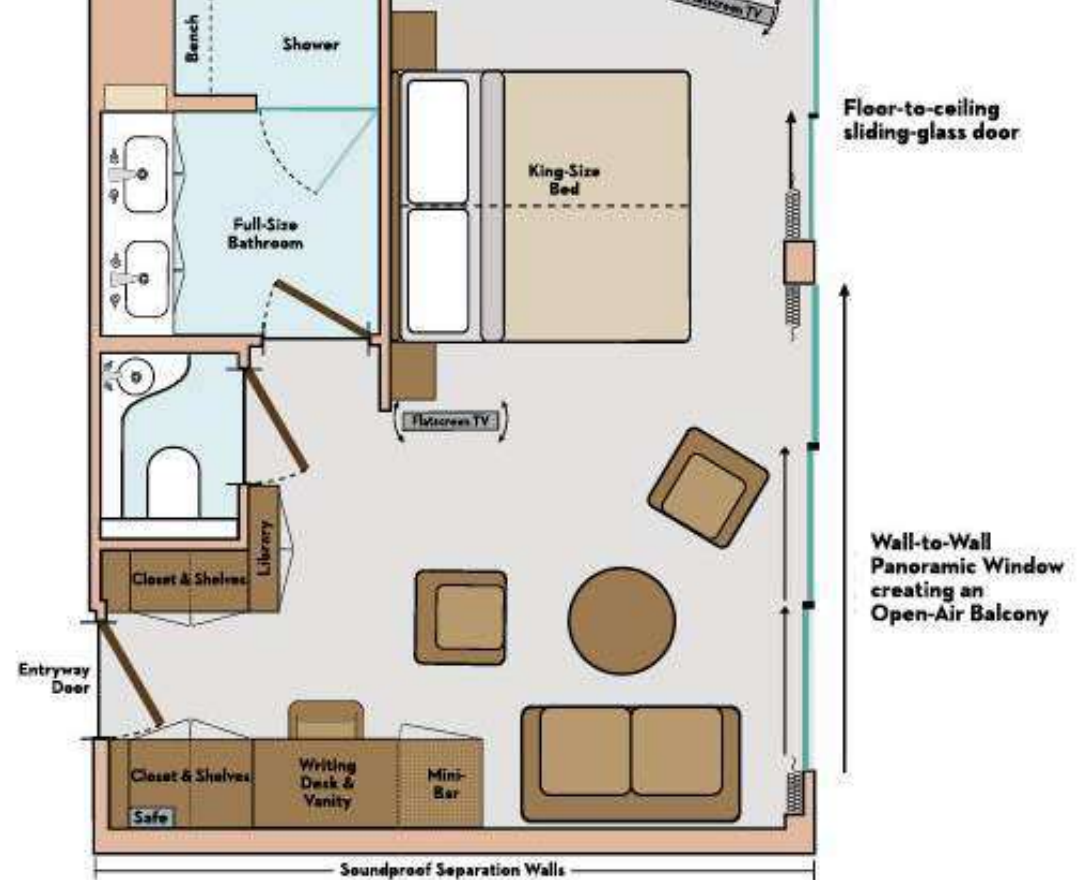 Flatscreen TV
Bench
Shower
Floor-to-ceiling
sliding-glass door
King-Size
Bed
Full-Size
Bathroom
Flatscreen TV
Library
Closet & Shelves
Wall-to-Wall
Panoramic Window
creating an
Open-Air Balcony
Entryway
Door
Closet & Shelves
Writing
Desk &
Vanity
Mini-
Bar
Safe
Soundproof Separation Walls